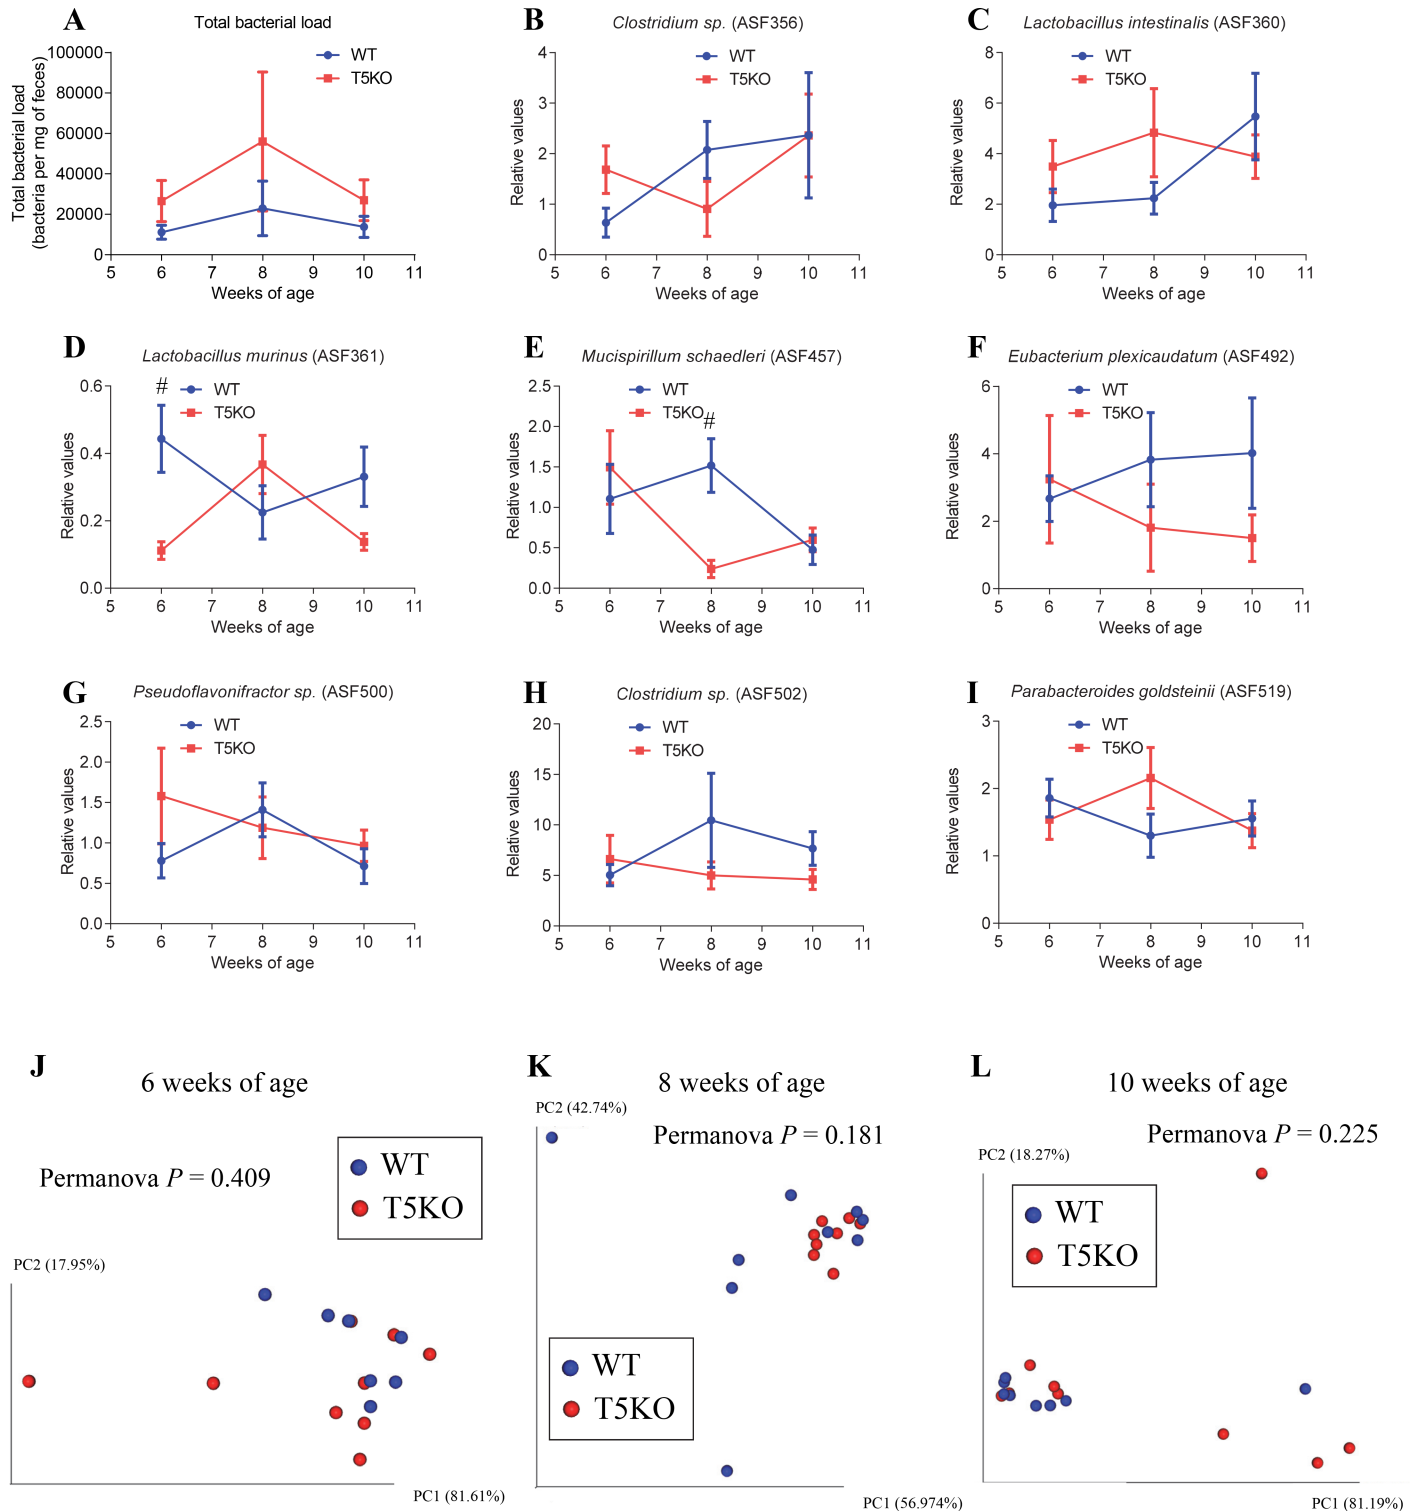 A
Total bacterial load
Total bacterial load
(bacteria per mg of feces)
100000
80000
60000
40000
20000
0
WT
T5KO
5 6 7 8 9 10 11
Weeks of age
B
Clostridium sp. (ASF356)
Relative values
4
3
2
1
0
WT
T5KO
5 6 7 8 9 10 11
Weeks of age
C
Lactobacillus intestinalis (ASF360)
Relative values
8
6
4
2
0
WT
T5KO
5 6 7 8 9 10 11
Weeks of age
D
Lactobacillus murinus (ASF361)
Relative values
0.6
0.4
0.2
0.0
#
WT
T5KO
5 6 7 8 9 10 11
Weeks of age
E
Mucispirillum schaedleri (ASF457)
Relative values
2.5
2.0
1.5
1.0
0.5
0.0
WT
T5KO
#
5 6 7 8 9 10 11
Weeks of age
F
Eubacterium plexicaudatum (ASF492)
Relative values
6
4
2
0
WT
T5KO
5 6 7 8 9 10 11
Weeks of age
G
Pseudoflavonifractor sp. (ASF500)
Relative values
2.5
2.0
1.5
1.0
0.5
0.0
WT
T5KO
5 6 7 8 9 10 11
Weeks of age
H
Clostridium sp. (ASF502)
Relative values
20
15
10
5
0
WT
T5KO
5 6 7 8 9 10 11
Weeks of age
I
Parabacteroides goldsteinii (ASF519)
Relative values
3
2
1
0
WT
T5KO
5 6 7 8 9 10 11
Weeks of age
J
6 weeks of age
Permanova P = 0.409
WT
T5KO
PC2 (17.95%)
PC1 (81.61%)
K
8 weeks of age
PC2 (42.74%)
Permanova P = 0.181
WT
T5KO
PC1 (56.974%)
L
10 weeks of age
Permanova P = 0.225
PC2 (18.27%)
WT
T5KO
PC1 (81.19%)